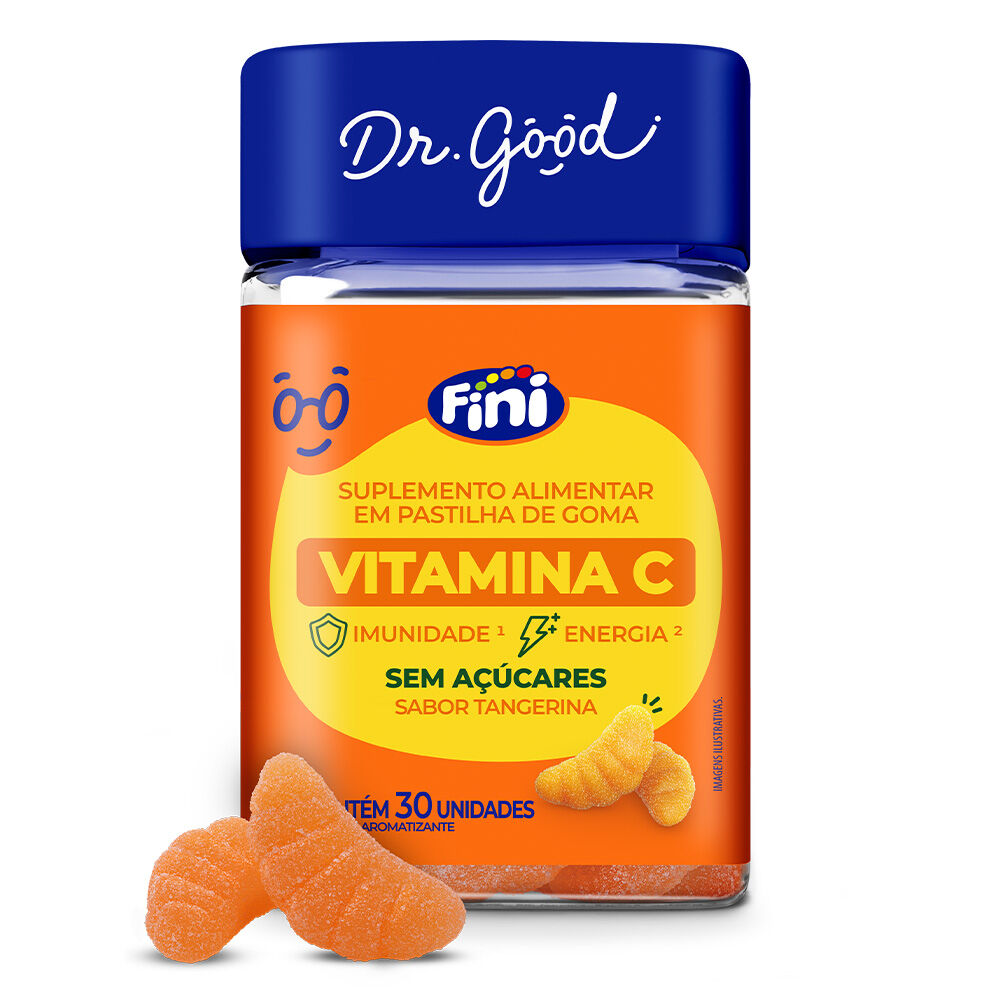 Dr. Good
Fini
SUPLEMENTO ALIMENTAR
EM PASTILHA DE GOMA
VITAMINA C
IMUNIDADE ¹ ENERGIA ²
SEM AÇÚCARES
SABOR TANGERINA
IMAGENS ILUSTRATIVAS.
30 UNIDADES
AROMATIZANTE